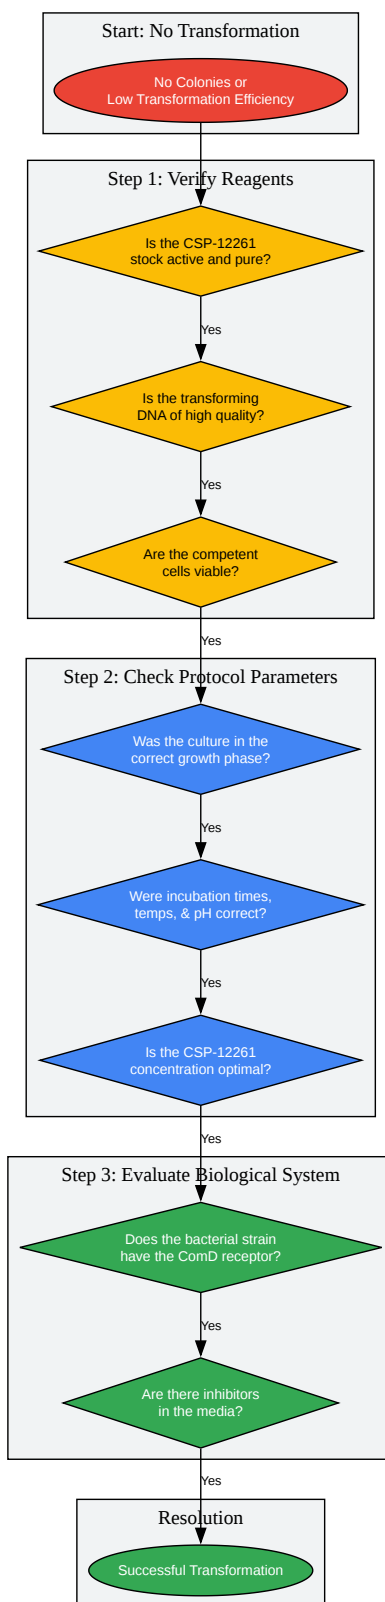 Start: No Transformation
No Colonies or
Low Transformation Efficiency
Step 1: Verify Reagents
Is the CSP-12261
stock active and pure?
Yes
Is the transforming
DNA of high quality?
Yes
Are the competent
cells viable?
Yes
Step 2: Check Protocol Parameters
Was the culture in the
correct growth phase?
Yes
Were incubation times,
temps, & pH correct?
Yes
Is the CSP-12261
concentration optimal?
Yes
Step 3: Evaluate Biological System
Does the bacterial strain
have the ComD receptor?
Yes
Are there inhibitors
in the media?
Yes
Resolution
Successful Transformation